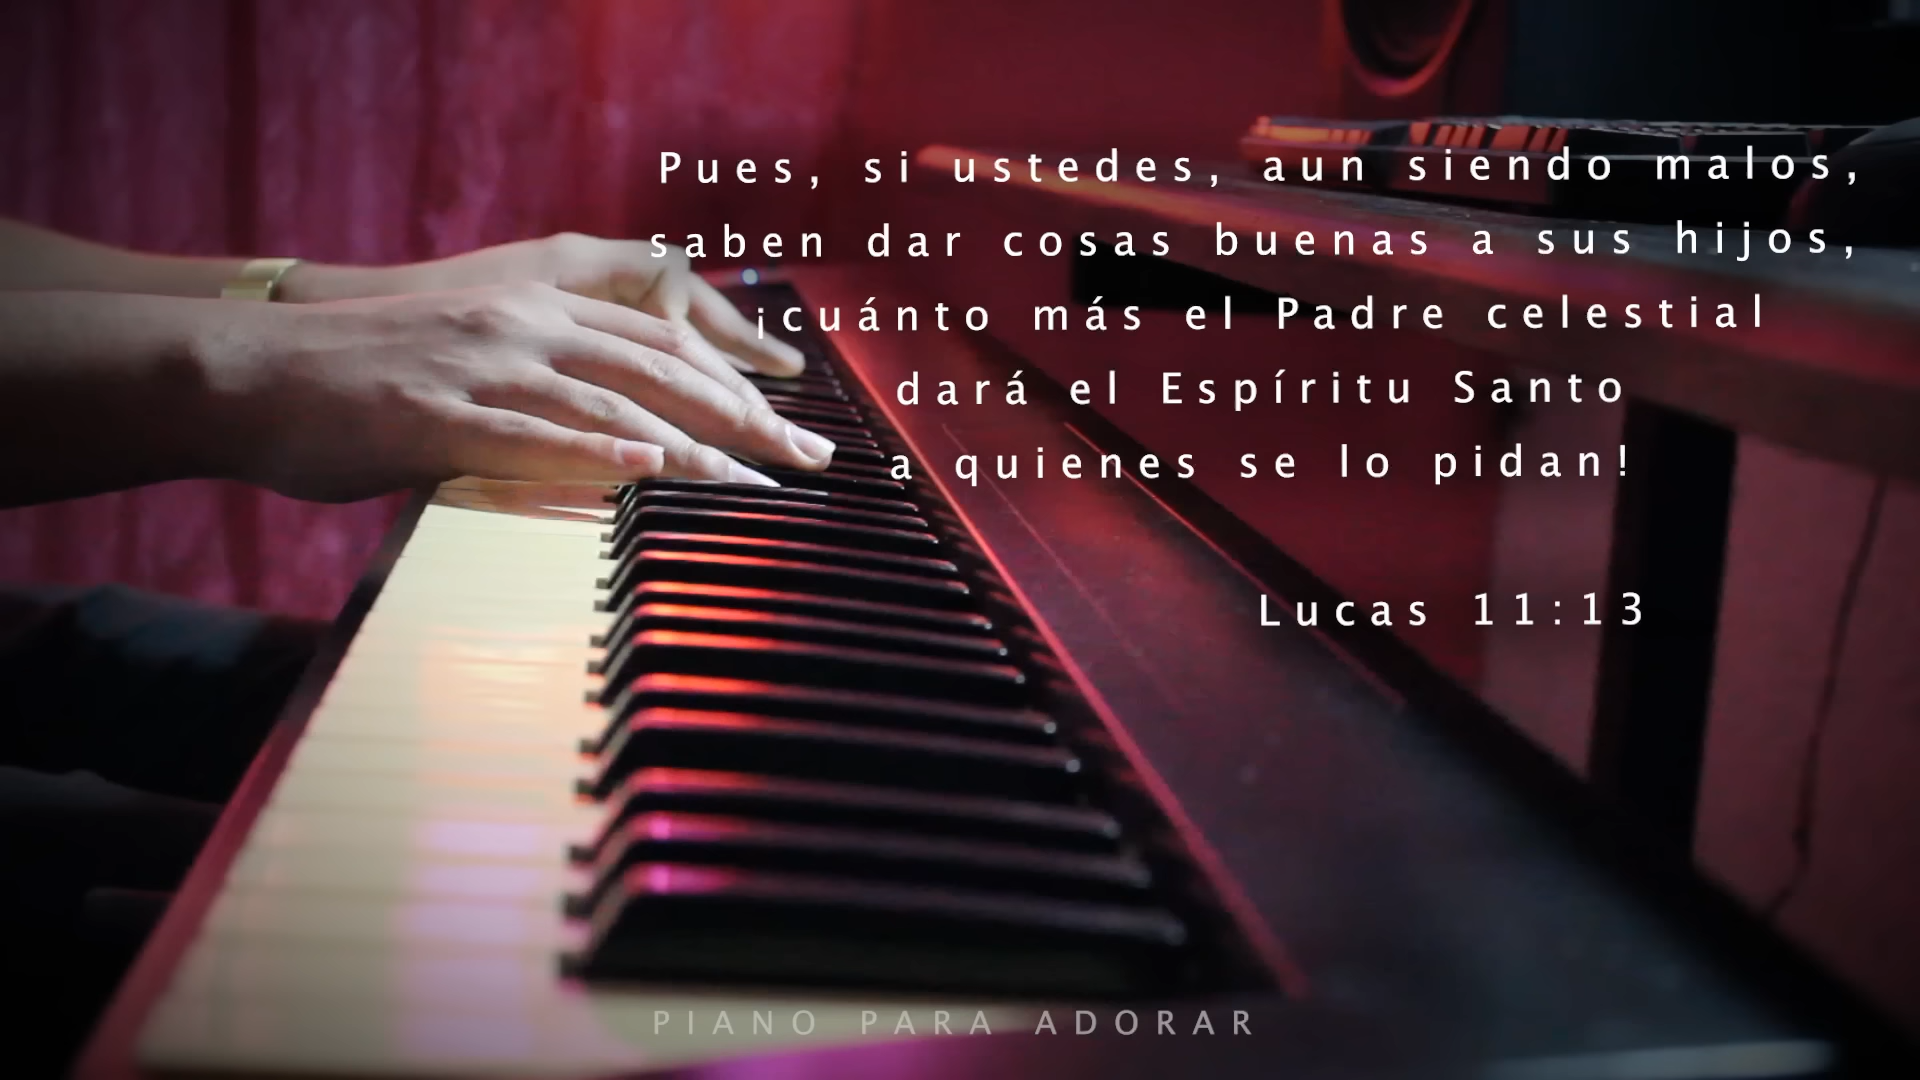 Pues, si ustedes, aun siendo malos,
saben dar cosas buenas a sus hijos,
¡cuánto más el Padre celestial
dará el Espíritu Santo
a quienes se lo pidan!
Lucas 11:13
PIANO PARA ADORAR